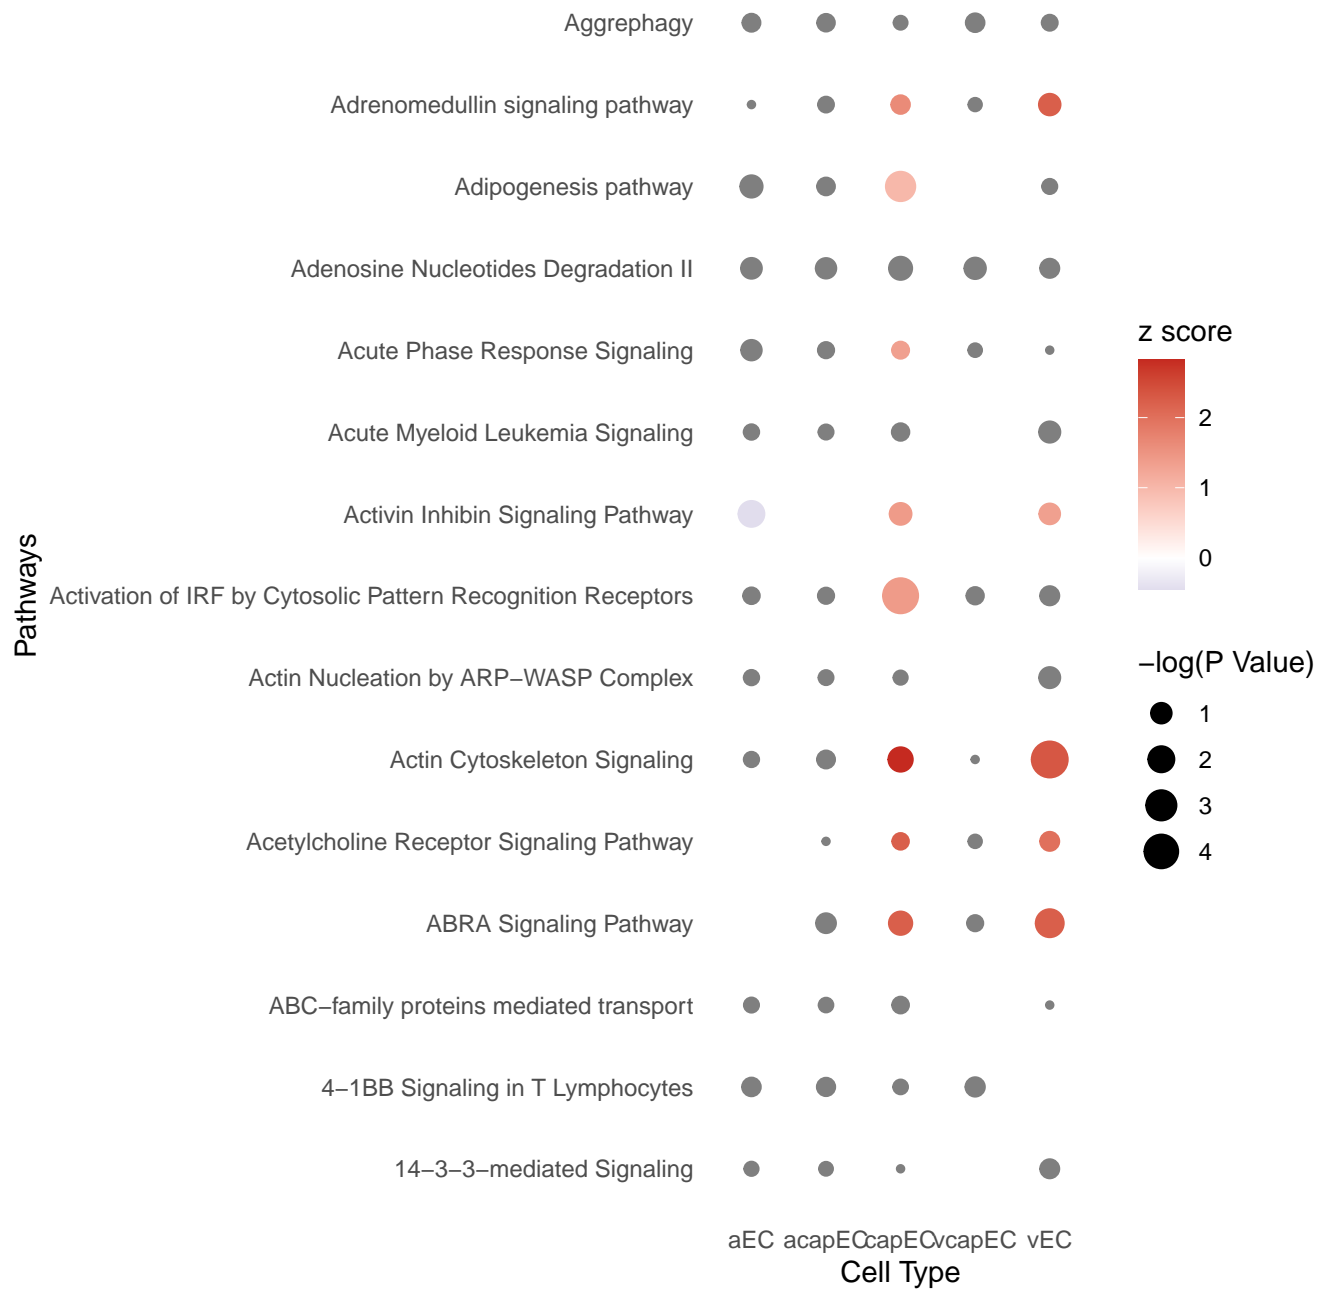 Aggrephagy
Adrenomedullin signaling pathway
Adipogenesis pathway
Adenosine Nucleotides Degradation II
Acute Phase Response Signaling
Acute Myeloid Leukemia Signaling
Activin Inhibin Signaling Pathway
Activation of IRF by Cytosolic Pattern Recognition Receptors
Actin Nucleation by ARP−WASP Complex
Actin Cytoskeleton Signaling
Acetylcholine Receptor Signaling Pathway
ABRA Signaling Pathway
ABC−family proteins mediated transport
4−1BB Signaling in T Lymphocytes
14−3−3−mediated Signaling
Pathways
aEC acapEC capEC vcapEC vEC
Cell Type
z score
2
1
0
−log(P Value)
1
2
3
4